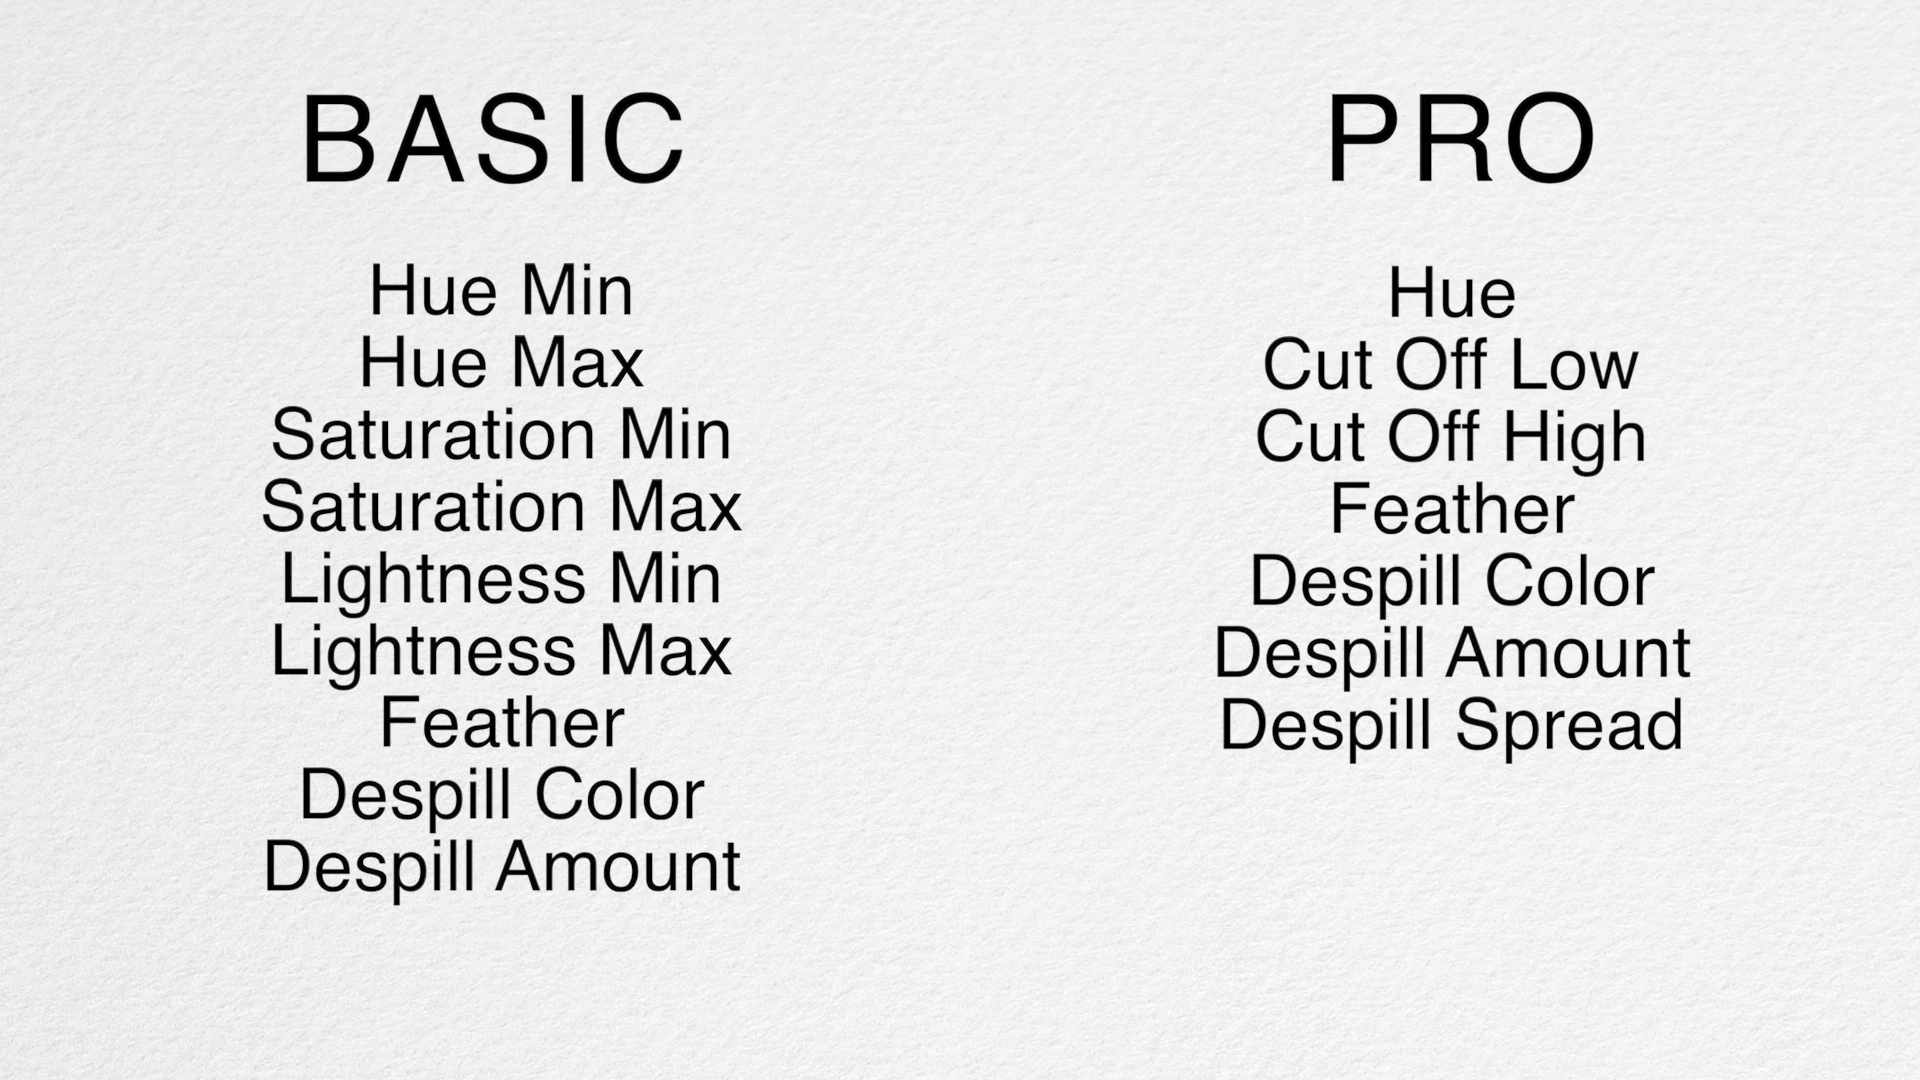 BASIC
Hue Min
Hue Max
Saturation Min
Saturation Max
Lightness Min
Lightness Max
Feather
Despill Color
Despill Amount
PRO
Hue
Cut Off Low
Cut Off High
Feather
Despill Color
Despill Amount
Despill Spread